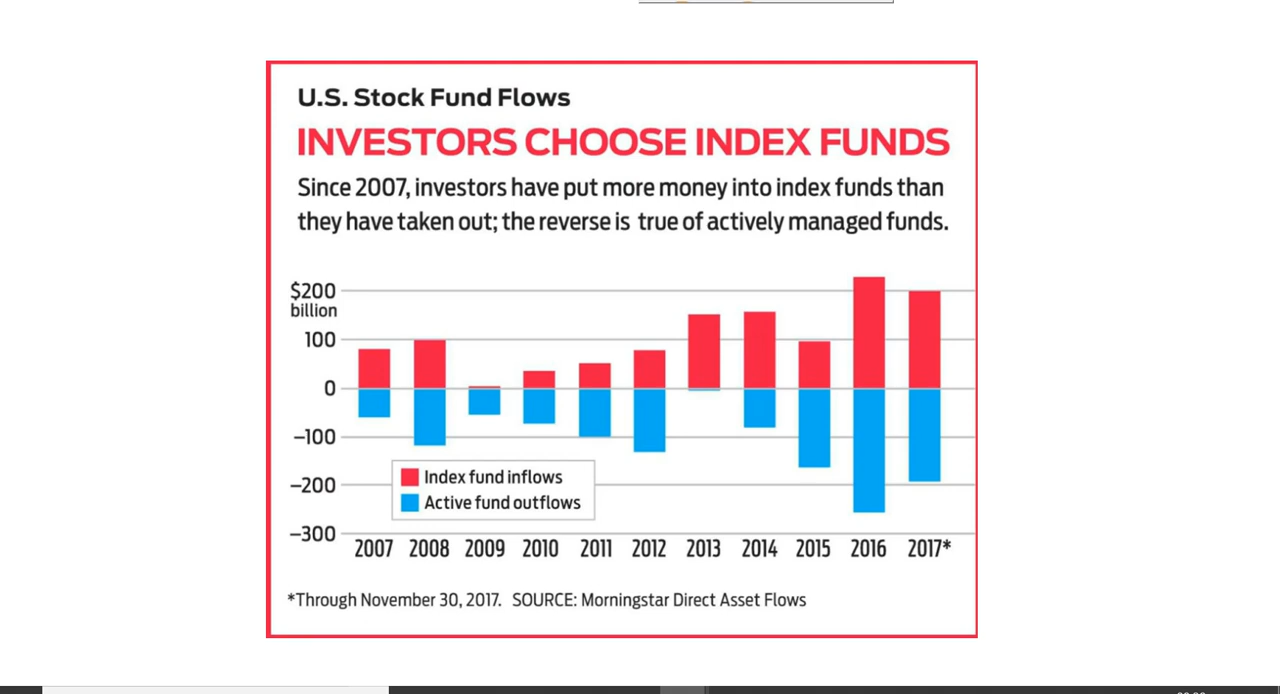 U.S. Stock Fund Flows
INVESTORS CHOOSE INDEX FUNDS
Since 2007, investors have put more money into index funds than
they have taken out; the reverse is true of actively managed funds.
$200
billion
100
0
–100
–200
–300
Index fund inflows
Active fund outflows
2007 2008 2009 2010 2011 2012 2013 2014 2015 2016 2017*
*Through November 30, 2017. SOURCE: Morningstar Direct Asset Flows